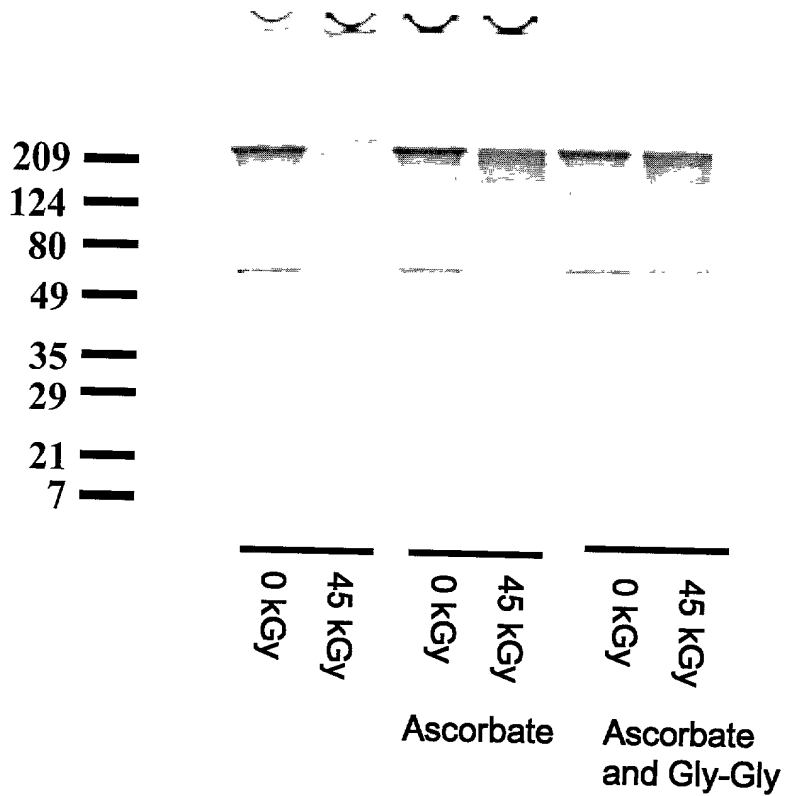 209
124
80
49
35
29
21
7
0 kGy
45 kGy
0 kGy
45 kGy
0 kGy
45 kGy
Ascorbate
Ascorbate
and Gly-Gly